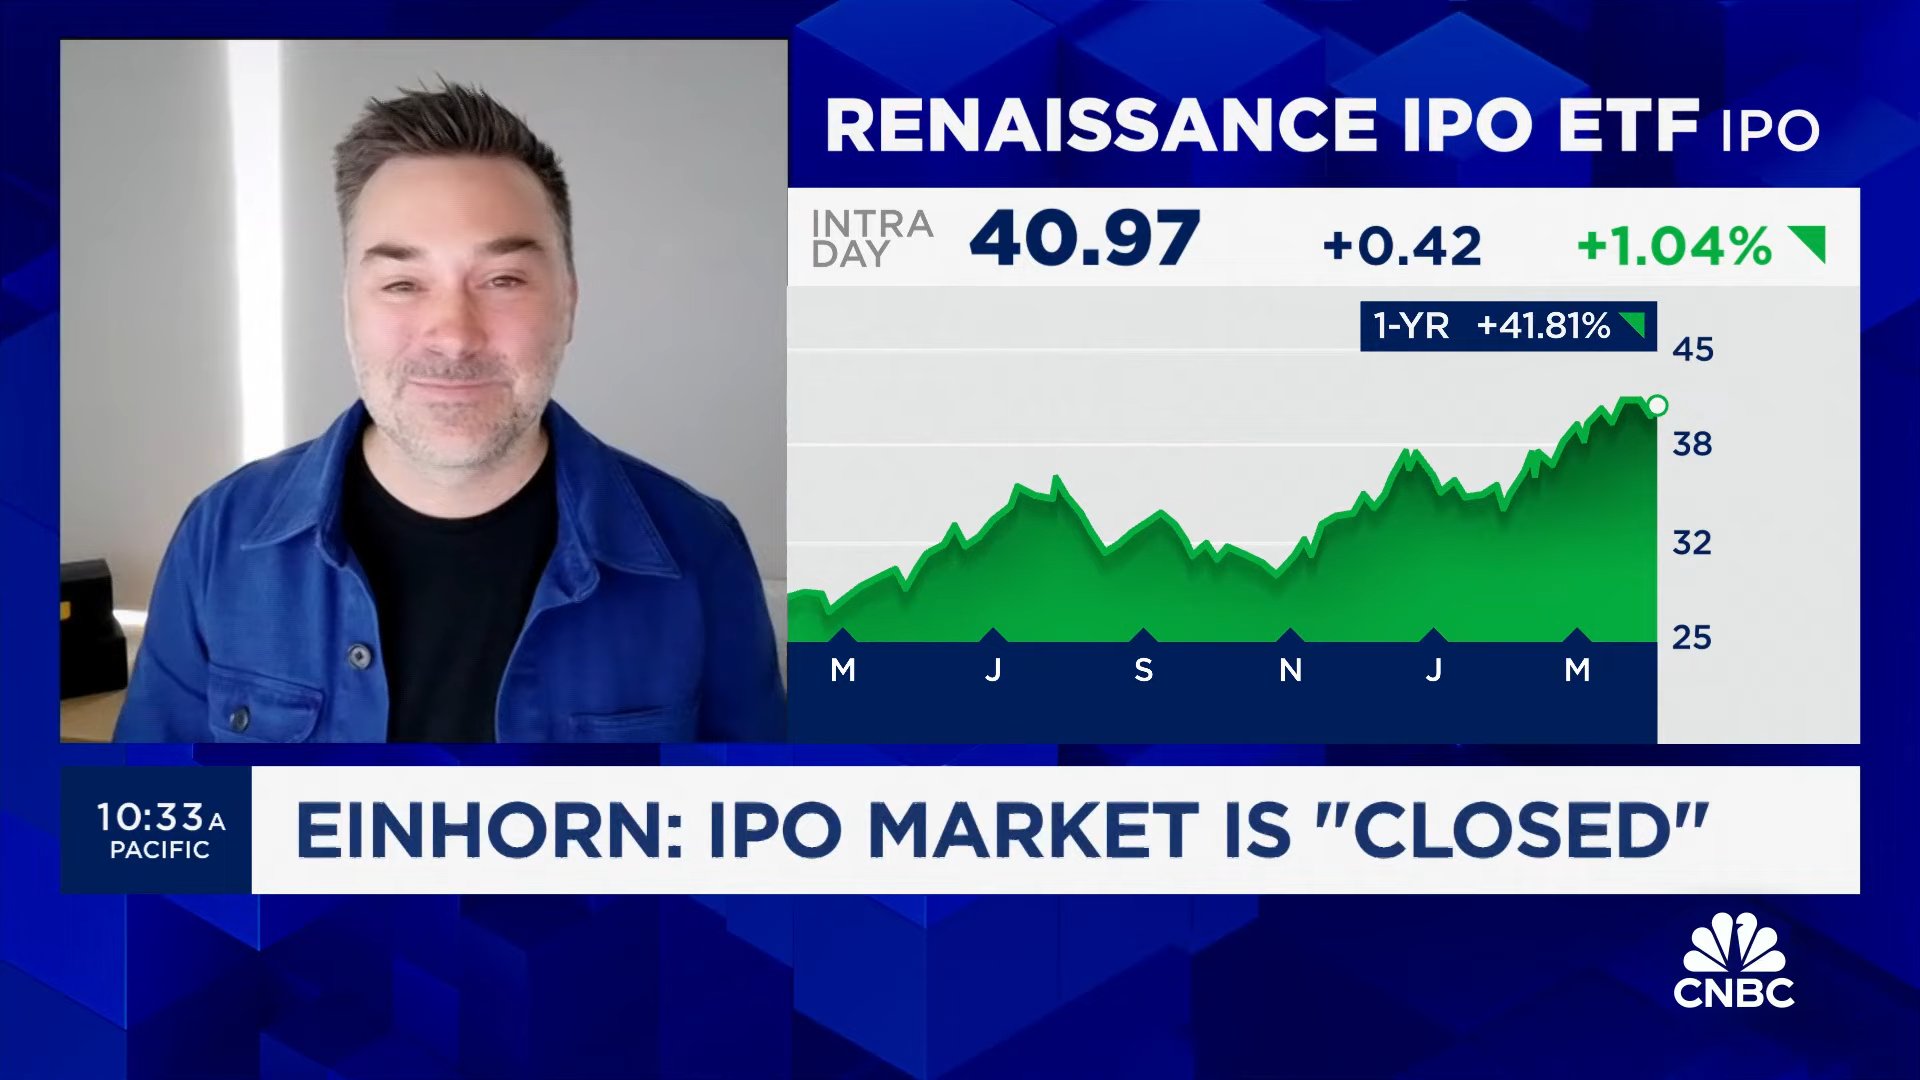 RENAISSANCE IPO ETF IPO
INTRA
DAY
40.97 +0.42 +1.04%
1-YR +41.81%
45
38
32
25
M J S N J M
10:33A
PACIFIC
EINHORN: IPO MARKET IS "CLOSED"
CNBC